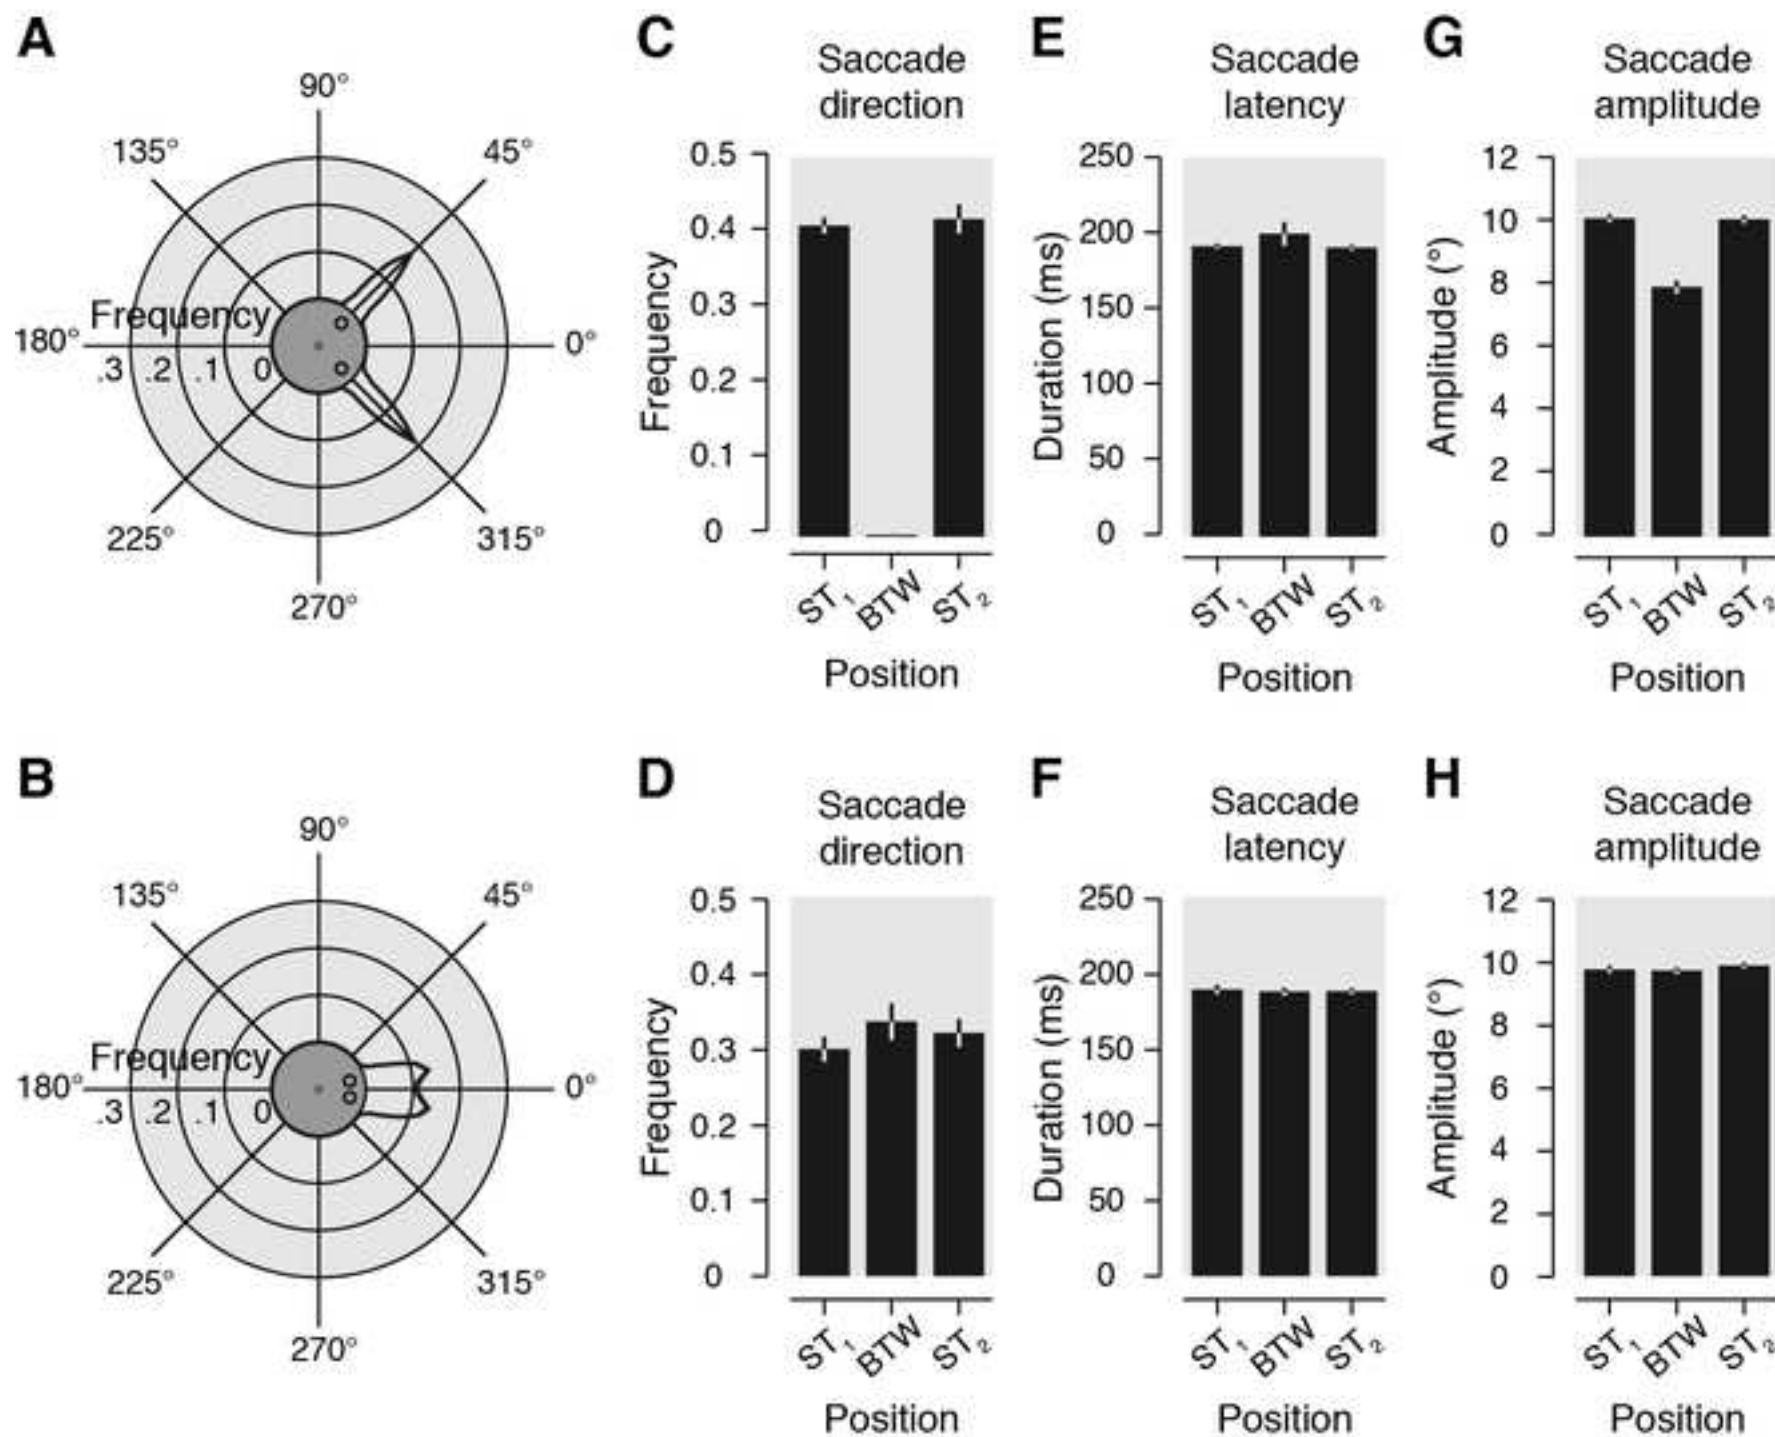 A
90°
135°
45°
Frequency
180°
0°
.3 .2 .1 0
225°
315°
270°
C
Saccade
direction
0.5
0.4
0.3
0.2
0.1
0
Frequency
ST1 BTW ST2
Position
E
Saccade
latency
250
200
150
100
50
0
Duration (ms)
ST1 BTW ST2
Position
G
Saccade
amplitude
12
10
8
6
4
2
0
Amplitude (°)
ST1 BTW ST2
Position
B
90°
135°
45°
Frequency
180°
0°
.3 .2 .1 0
225°
315°
270°
D
Saccade
direction
0.5
0.4
0.3
0.2
0.1
0
Frequency
ST1 BTW ST2
Position
F
Saccade
latency
250
200
150
100
50
0
Duration (ms)
ST1 BTW ST2
Position
H
Saccade
amplitude
12
10
8
6
4
2
0
Amplitude (°)
ST1 BTW ST2
Position